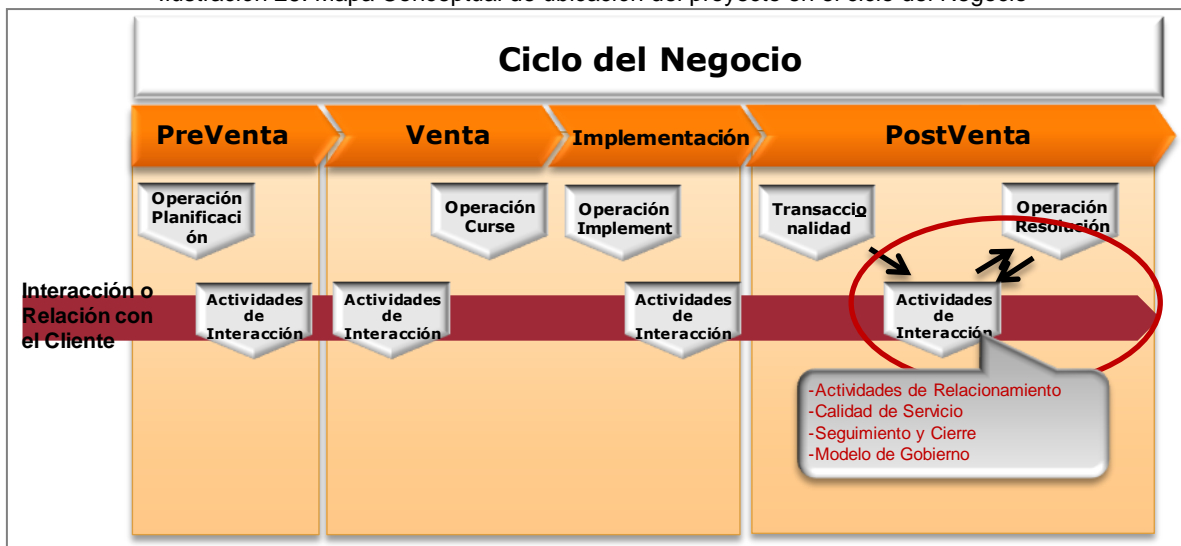 Ciclo del Negocio
PreVenta
Venta
Implementación
PostVenta
Operación
Planificaci
ón
Operación
Curse
Operación
Implement
Transaccio
nalidad
Operación
Resolución
Interacción o
Relación con
el Cliente
Actividades
de
Interacción
Actividades
de
Interacción
Actividades
de
Interacción
Actividades
de
Interacción
-Actividades de Relacionamiento
-Calidad de Servicio
-Seguimiento y Cierre
-Modelo de Gobierno